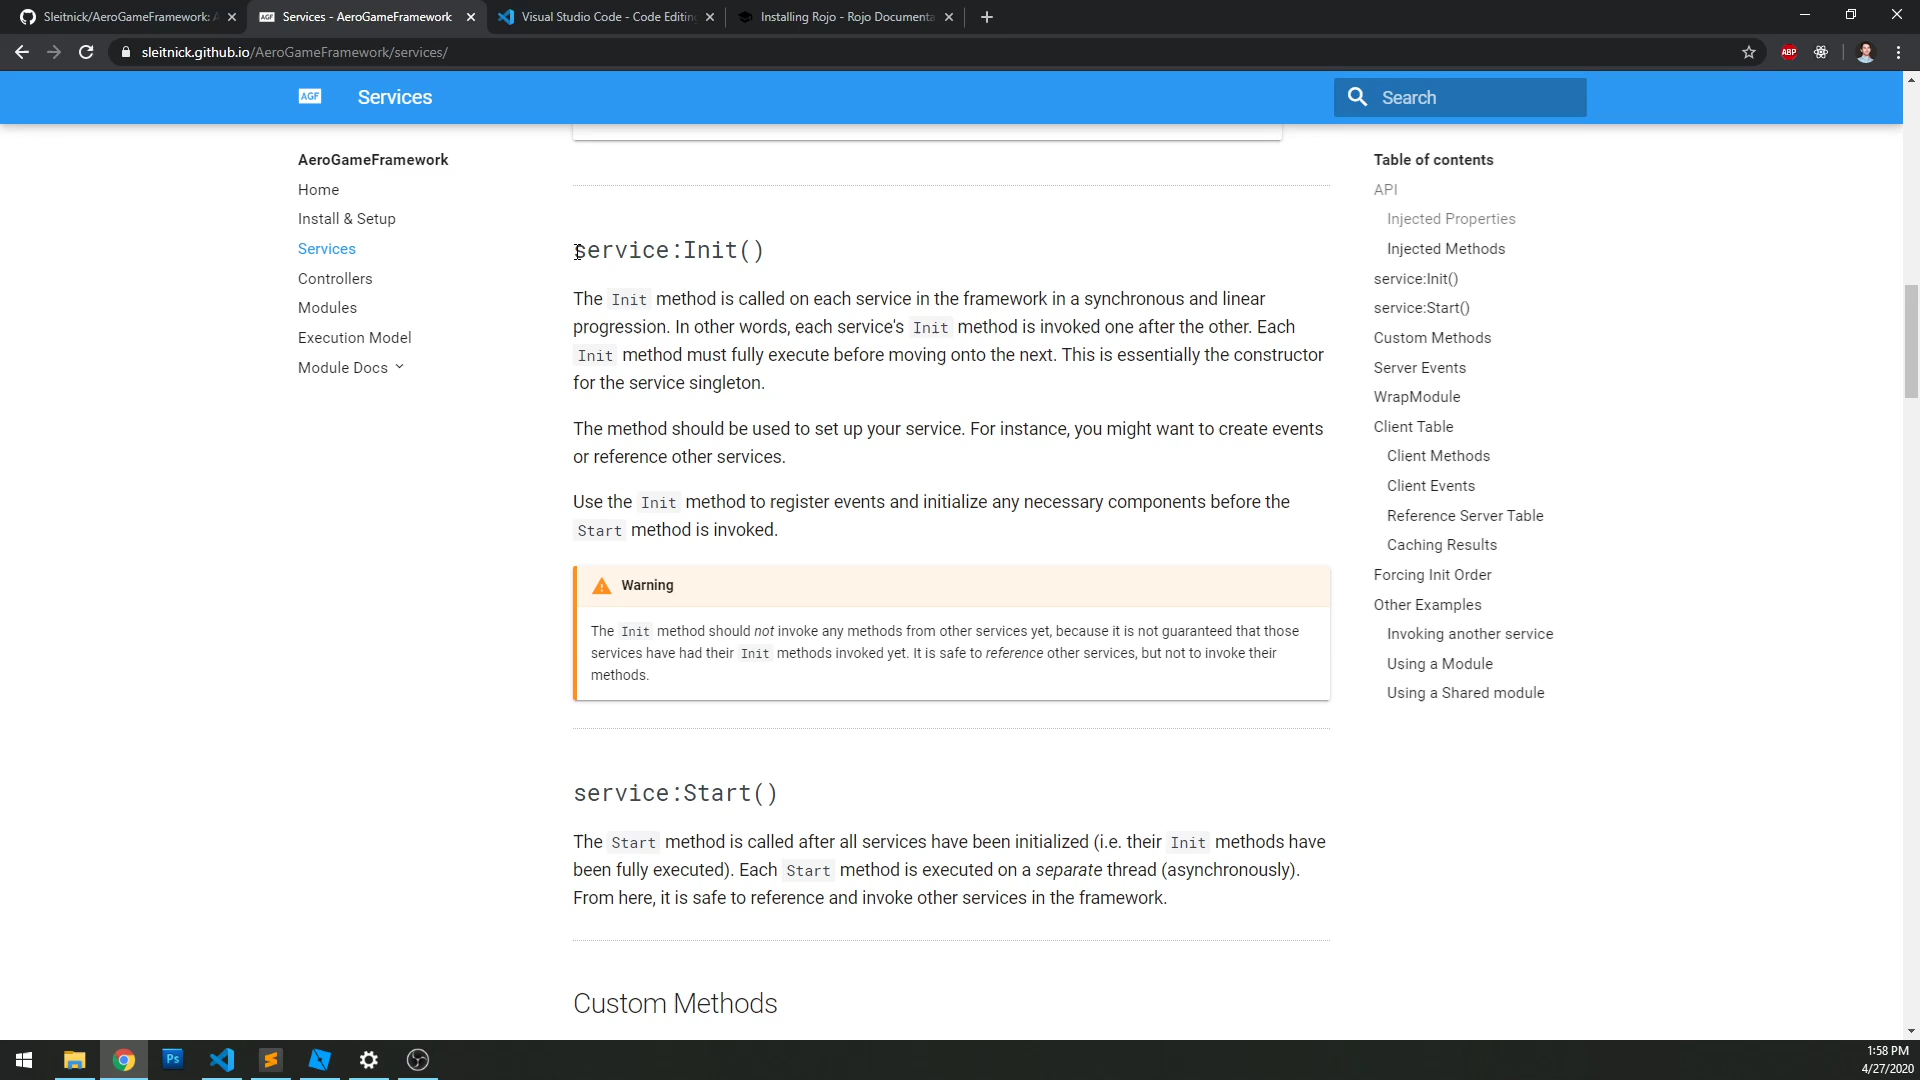 Sleitnick/AeroGameFramework: A
Services - AeroGameFramework
Visual Studio Code - Code Editing
Installing Rojo - Rojo Documenta
sleitnick.github.io/AeroGameFramework/services/
ABP
AGF
Services
Search
AeroGameFramework
Home
Install & Setup
Services
Controllers
Modules
Execution Model
Module Docs
service:Init()
The Init method is called on each service in the framework in a synchronous and linear
progression. In other words, each service's Init method is invoked one after the other. Each
Init method must fully execute before moving onto the next. This is essentially the constructor
for the service singleton.
The method should be used to set up your service. For instance, you might want to create events
or reference other services.
Use the Init method to register events and initialize any necessary components before the
Start method is invoked.
Warning
The Init method should not invoke any methods from other services yet, because it is not guaranteed that those
services have had their Init methods invoked yet. It is safe to reference other services, but not to invoke their
methods.
service:Start()
The Start method is called after all services have been initialized (i.e. their Init methods have
been fully executed). Each Start method is executed on a separate thread (asynchronously).
From here, it is safe to reference and invoke other services in the framework.
Custom Methods
Table of contents
API
Injected Properties
Injected Methods
service:Init()
service:Start()
Custom Methods
Server Events
WrapModule
Client Table
Client Methods
Client Events
Reference Server Table
Caching Results
Forcing Init Order
Other Examples
Invoking another service
Using a Module
Using a Shared module
Ps
1:58 PM
4/27/2020